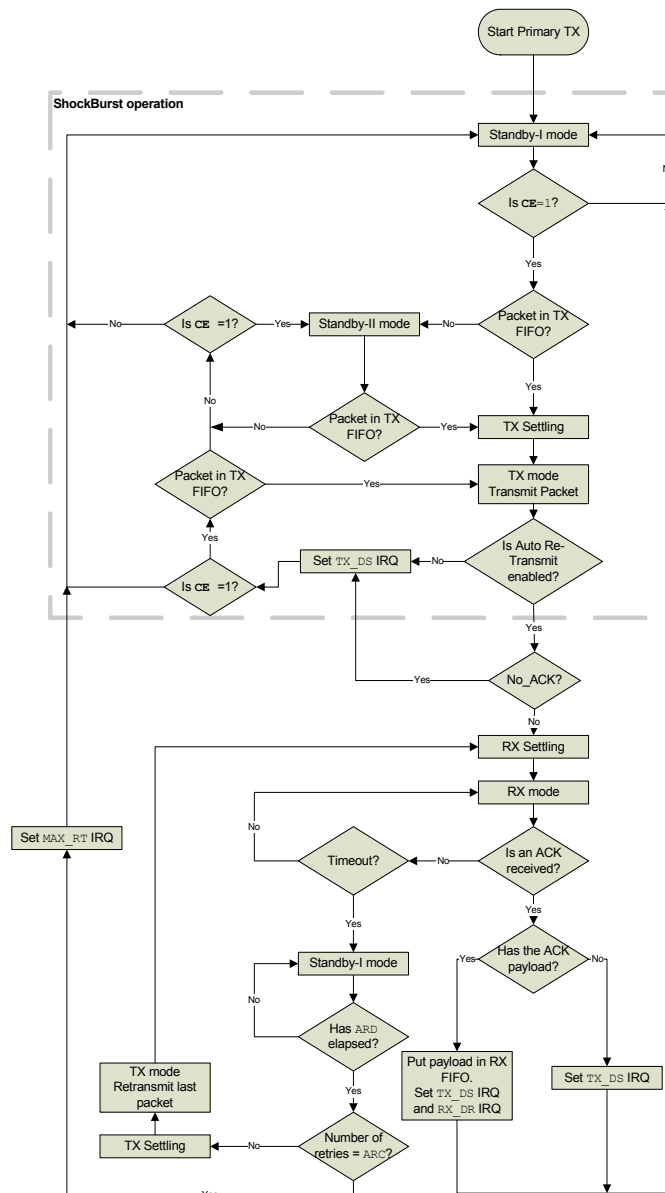 Start Primary TX
ShockBurst operation
Standby-I mode
Is CE=1?
N
Yes
Is CE =1?
No
Yes
Standby-II mode
No
Packet in TX
FIFO?
Yes
No
Packet in TX
FIFO?
No
Yes
TX Settling
Packet in TX
FIFO?
Yes
TX mode
Transmit Packet
Yes
Is Auto Re-
Transmit
enabled?
No
Set TX_DS IRQ
Is CE =1?
Yes
No_ACK?
Yes
No
RX Settling
RX mode
No
Set MAX_RT IRQ
Timeout?
No
Is an ACK
received?
Yes
Yes
Has the ACK
payload?
Yes
No
Standby-I mode
No
Has ARD
elapsed?
Yes
TX mode
Retransmit last
packet
Put payload in RX
FIFO.
Set TX_DS IRQ
and RX_DR IRQ
Set TX_DS IRQ
TX Settling
No
Number of
retries = ARC?
Yes